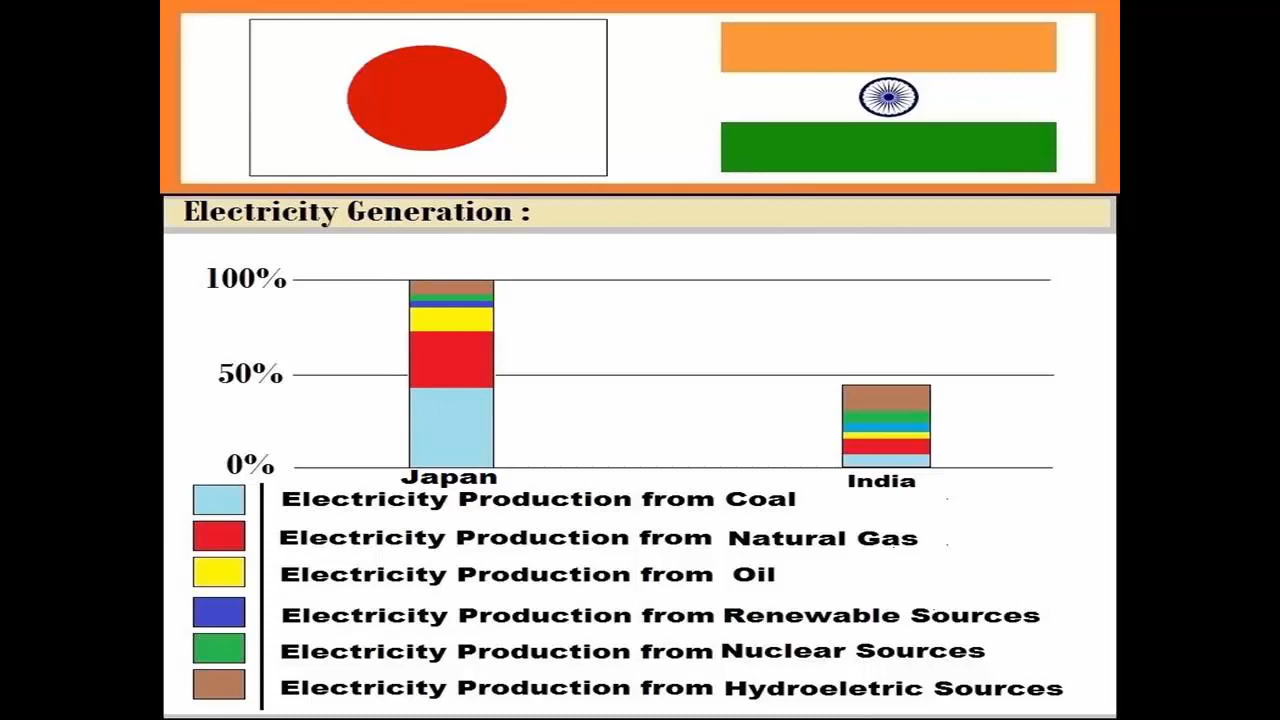 Electricity Generation :
100%
50%
0%
Japan
India
Electricity Production from Coal
Electricity Production from Natural Gas
Electricity Production from Oil
Electricity Production from Renewable Sources
Electricity Production from Nuclear Sources
Electricity Production from Hydroeletric Sources